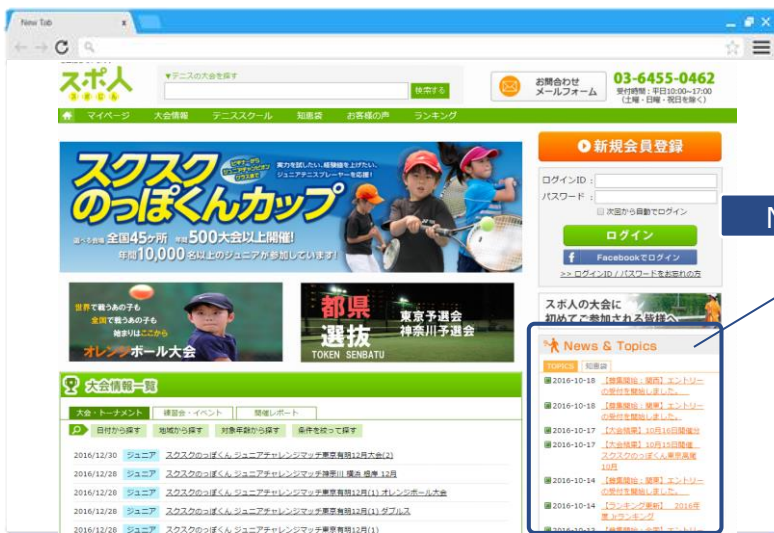 New Tab
スポ人
スポじん
▼テニスの大会を探す
検索する
お問合わせ
メールフォーム
03-6455-0462
受付時間：平日10:00~17:00
(土曜・日曜・祝日を除く)
マイページ 大会情報 テニススクール 知恵袋 お客様の声 ランキング
スクスク
のっぽくんカップ
実力を試したい、経験値を上げたい、
ジュニアテニスプレーヤーを応援!
選べる会場 全国45ヶ所 年間500大会以上開催!
年間10,000名以上のジュニアが参加しています!
新規会員登録
ログインID :
パスワード :
次回から自動でログイン
ログイン
f Facebookでログイン
>> ログインID / パスワードをお忘れの方
世界で戦うあの子も
全国で戦うあの子も
始まりはここから
オレンジボール大会
都県
選抜
TOKEN SENBATU
東京予選会
神奈川予選会
スポ人の大会に
初めてご参加される皆様へ
N
News & Topics
TOPICS 知恵袋
2016-10-18 【募集開始：関西】エントリー
の受付を開始しました。
2016-10-18 【募集開始：関東】エントリー
の受付を開始しました。
2016-10-17 【大会結果】10月16日開催分
2016-10-17 【大会結果】10月15日開催
スクスクのっぽくん東京高尾
10月
2016-10-14 【募集開始：関東】エントリー
の受付を開始しました。
2016-10-14 【ランキング更新】 2016年
度 Jrランキング
2016-10-13
大会情報一覧
大会・トーナメント 練習会・イベント 開催レポート
日付から探す 地域から探す 対象年齢から探す 条件を絞って探す
2016/12/30 ジュニア スクスクのっぽくん ジュニアチャレンジマッチ東京有明12月大会(2)
2016/12/28 ジュニア スクスクのっぽくん ジュニアチャレンジマッチ神奈川 横浜 根岸 12月
2016/12/28 ジュニア スクスクのっぽくん ジュニアチャレンジマッチ東京有明12月(1) オレンジボール大会
2016/12/28 ジュニア スクスクのっぽくん ジュニアチャレンジマッチ東京有明12月(1) ダブルス
2016/12/28 ジュニア スクスクのっぽくん ジュニアチャレンジマッチ東京有明12月(1)